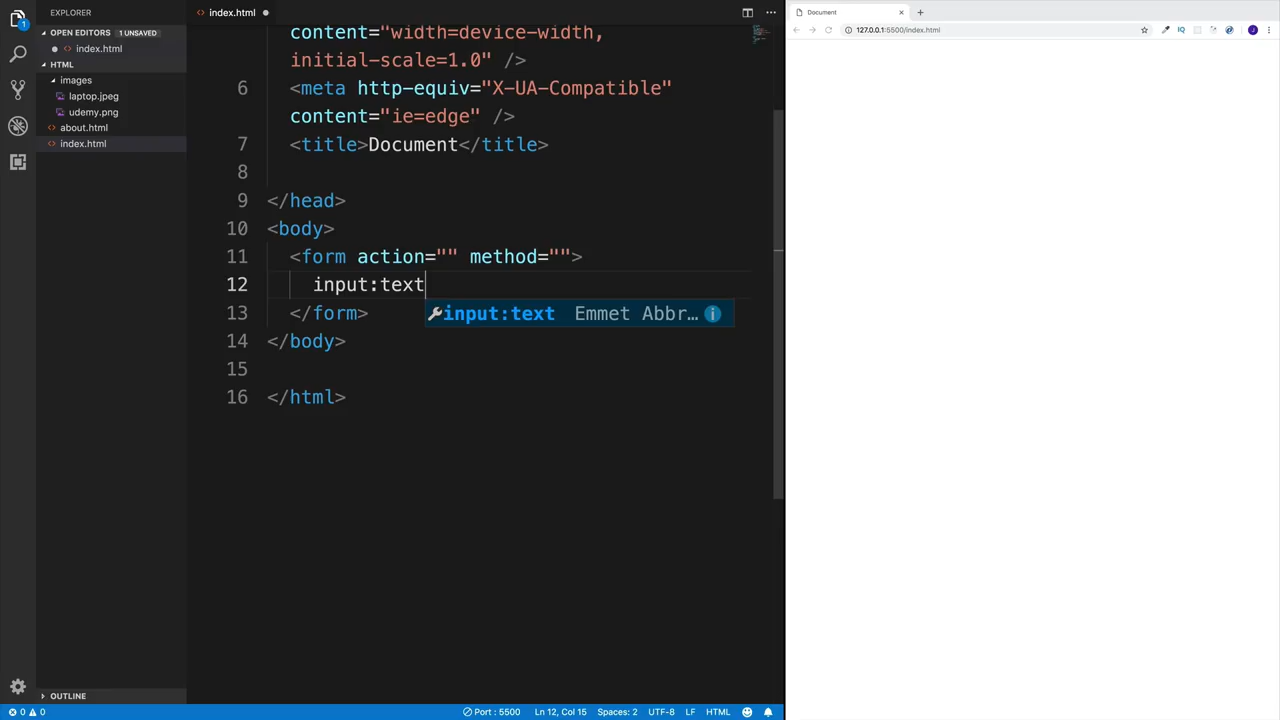 EXPLORER
OPEN EDITORS 1 UNSAVED
index.html
HTML
images
laptop.jpeg
udemy.png
about.html
index.html
OUTLINE
1
index.html
content="width=device-width,
initial-scale=1.0" />
6 <meta http-equiv="X-UA-Compatible"
content="ie=edge" />
7 <title>Document</title>
8
9 </head>
10 <body>
11 <form action="" method="">
12 input:text
input:text Emmet Abbr…
13 </form>
14 </body>
15
16 </html>
0 0
Port : 5500 Ln 12, Col 15 Spaces: 2 UTF-8 LF HTML
Document
127.0.0.1:5500/index.html
IQ
J